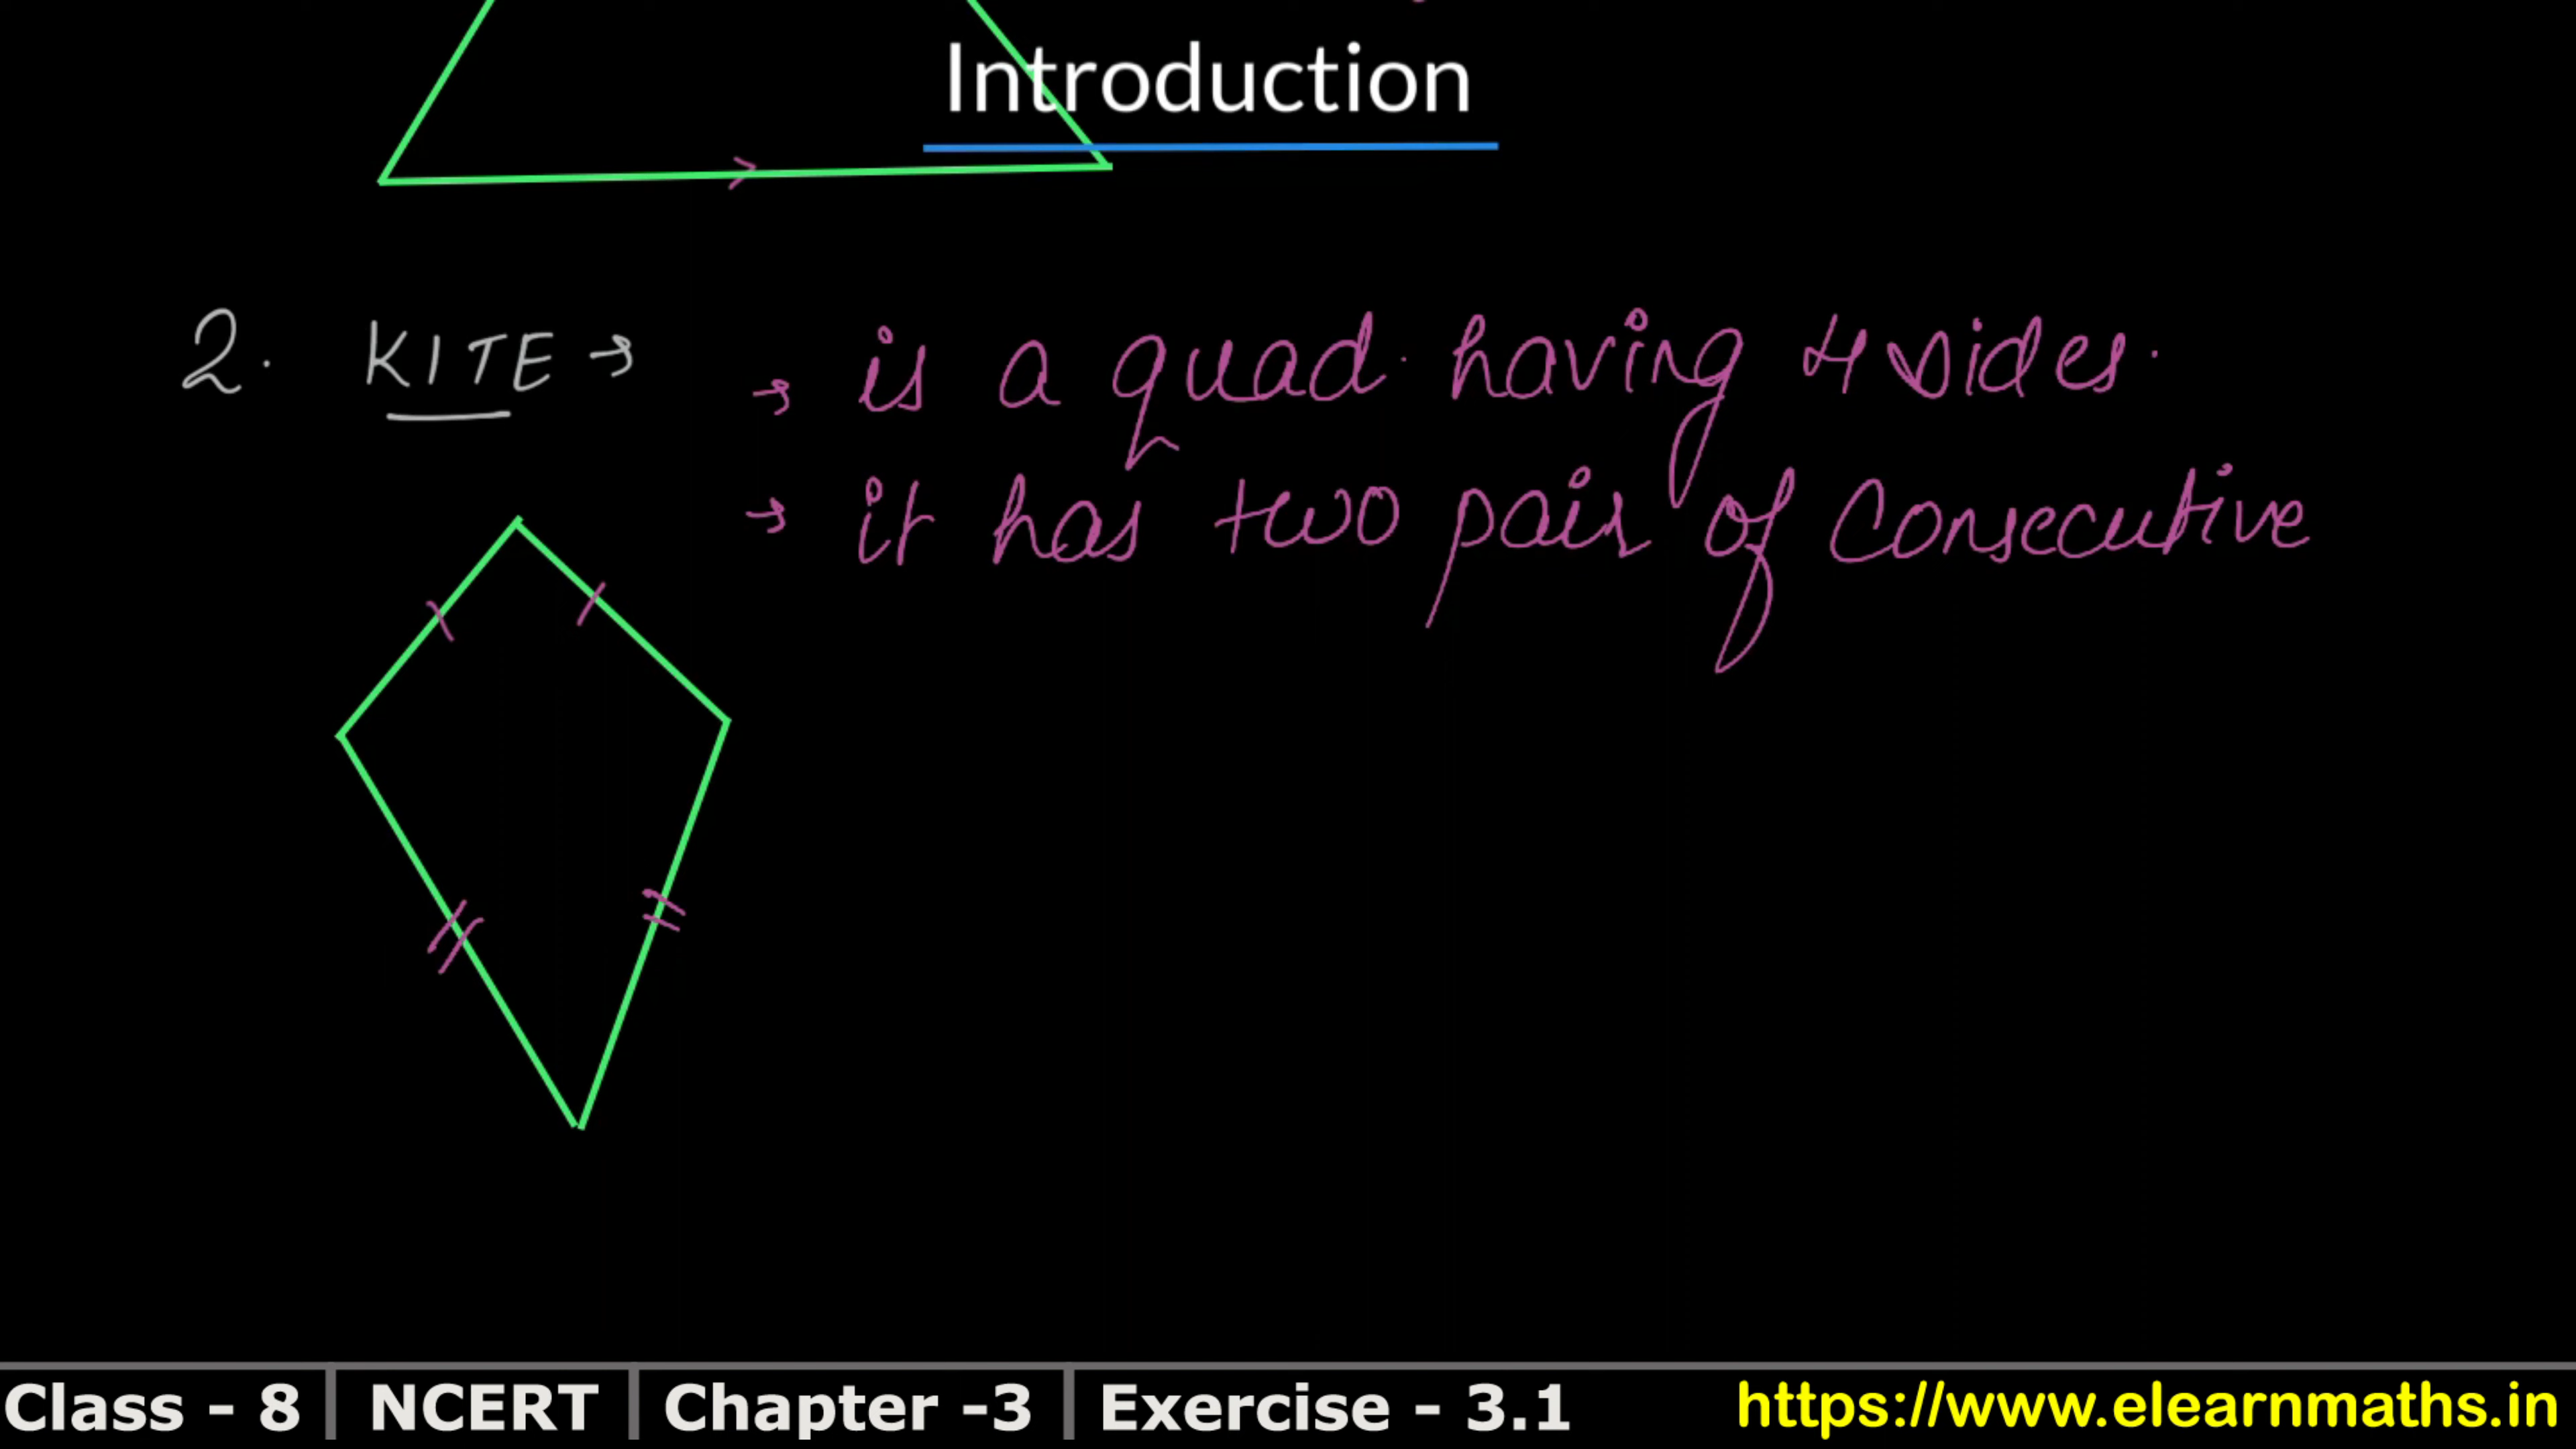 Introduction
2. KITE → → is a quad. having 4 sides.
→ it has two pair of consecutive
Class - 8 | NCERT | Chapter -3 | Exercise - 3.1 https://www.elearnmaths.in